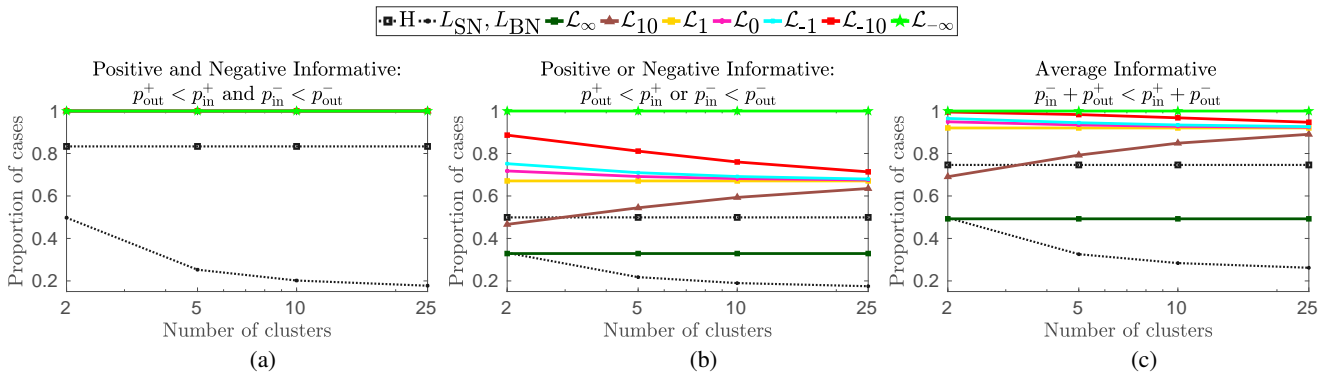 H L_SN, L_BN ℒ_∞ ℒ_10 ℒ_1 ℒ_0 ℒ_-1 ℒ_-10 ℒ_−∞
Positive and Negative Informative:
p⁺_out < p⁺_in and p⁻_in < p⁻_out
Proportion of cases
1
0.8
0.6
0.4
0.2
2 5 10 25
Number of clusters
(a)
Positive or Negative Informative:
p⁺_out < p⁺_in or p⁻_in < p⁻_out
Proportion of cases
1
0.8
0.6
0.4
0.2
2 5 10 25
Number of clusters
(b)
Average Informative
p⁻_in + p⁺_out < p⁺_in + p⁻_out
Proportion of cases
1
0.8
0.6
0.4
0.2
2 5 10 25
Number of clusters
(c)